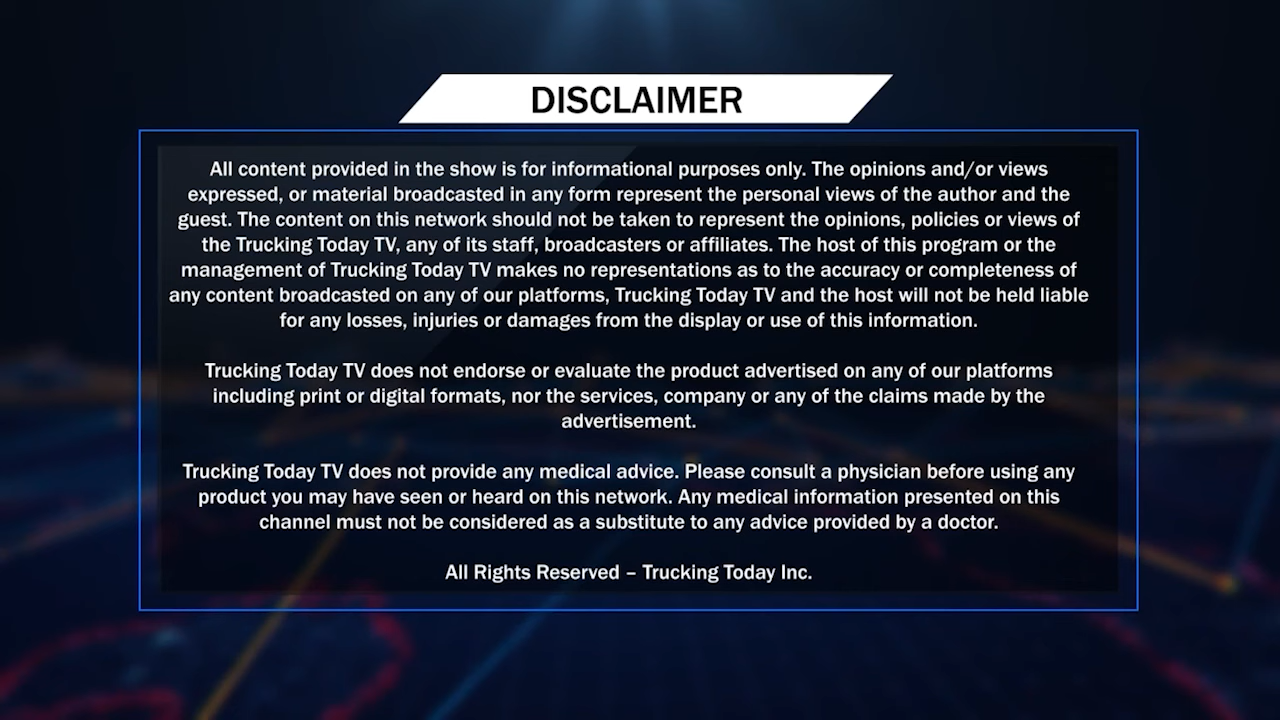 DISCLAIMER
All content provided in the show is for informational purposes only. The opinions and/or views
expressed, or material broadcasted in any form represent the personal views of the author and the
guest. The content on this network should not be taken to represent the opinions, policies or views of
the Trucking Today TV, any of its staff, broadcasters or affiliates. The host of this program or the
management of Trucking Today TV makes no representations as to the accuracy or completeness of
any content broadcasted on any of our platforms, Trucking Today TV and the host will not be held liable
for any losses, injuries or damages from the display or use of this information.
Trucking Today TV does not endorse or evaluate the product advertised on any of our platforms
including print or digital formats, nor the services, company or any of the claims made by the
advertisement.
Trucking Today TV does not provide any medical advice. Please consult a physician before using any
product you may have seen or heard on this network. Any medical information presented on this
channel must not be considered as a substitute to any advice provided by a doctor.
All Rights Reserved – Trucking Today Inc.